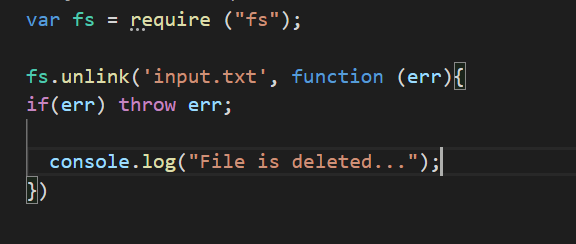 var fs = require ("fs");
fs.unlink('input.txt', function (err){
if(err) throw err;
console.log("File is deleted...");
})